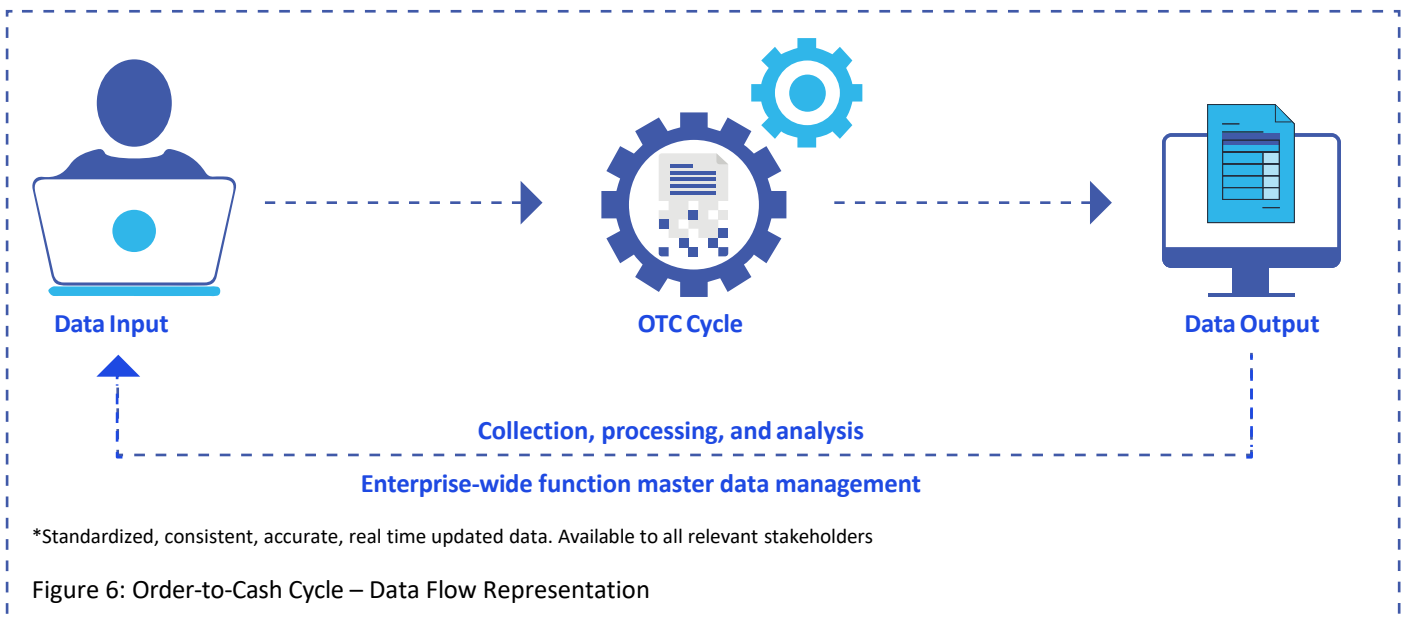 Data Input
OTC Cycle
Data Output
Collection, processing, and analysis
Enterprise-wide function master data management
*Standardized, consistent, accurate, real time updated data. Available to all relevant stakeholders
Figure 6: Order-to-Cash Cycle – Data Flow Representation